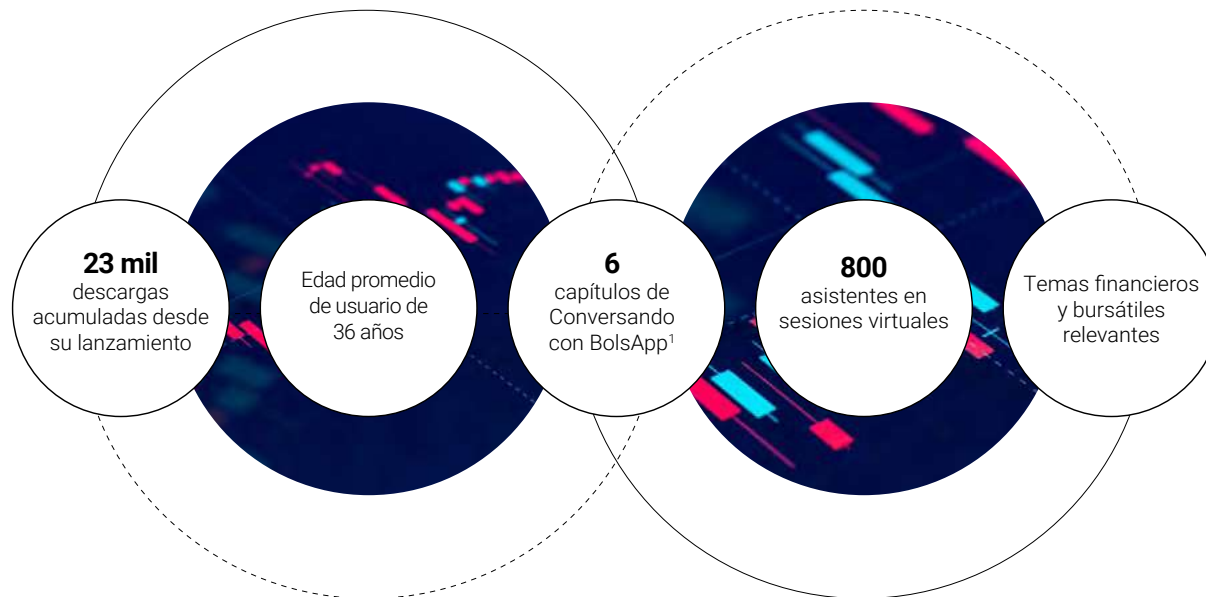 23 mil
descargas
acumuladas desde
su lanzamiento
Edad promedio
de usuario de
36 años
6
capítulos de
Conversando
con BolsApp¹
800
asistentes en
sesiones virtuales
Temas financieros
y bursátiles
relevantes